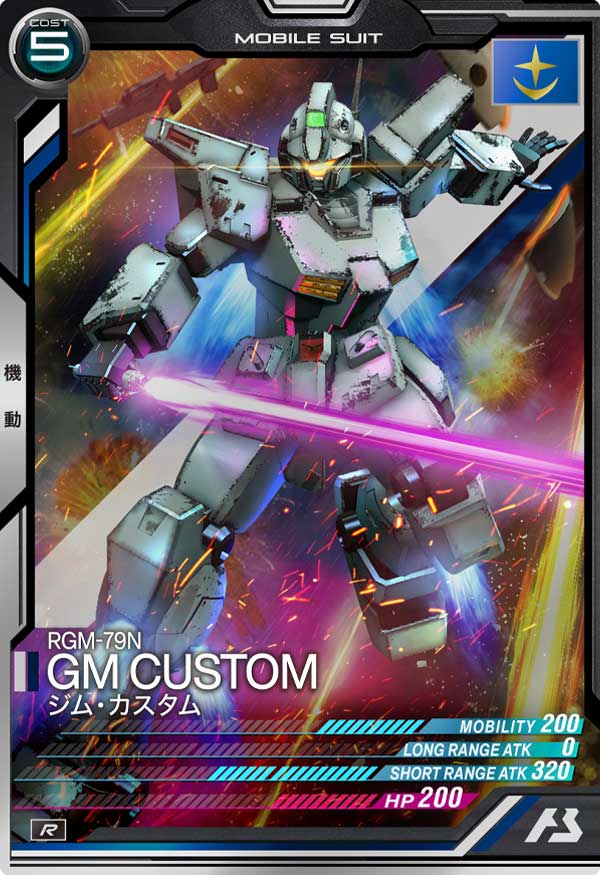 COST
5
MOBILE SUIT
機動
RGM-79N
GM CUSTOM
ジム・カスタム
MOBILITY 200
LONG RANGE ATK 0
SHORT RANGE ATK 320
HP 200
R